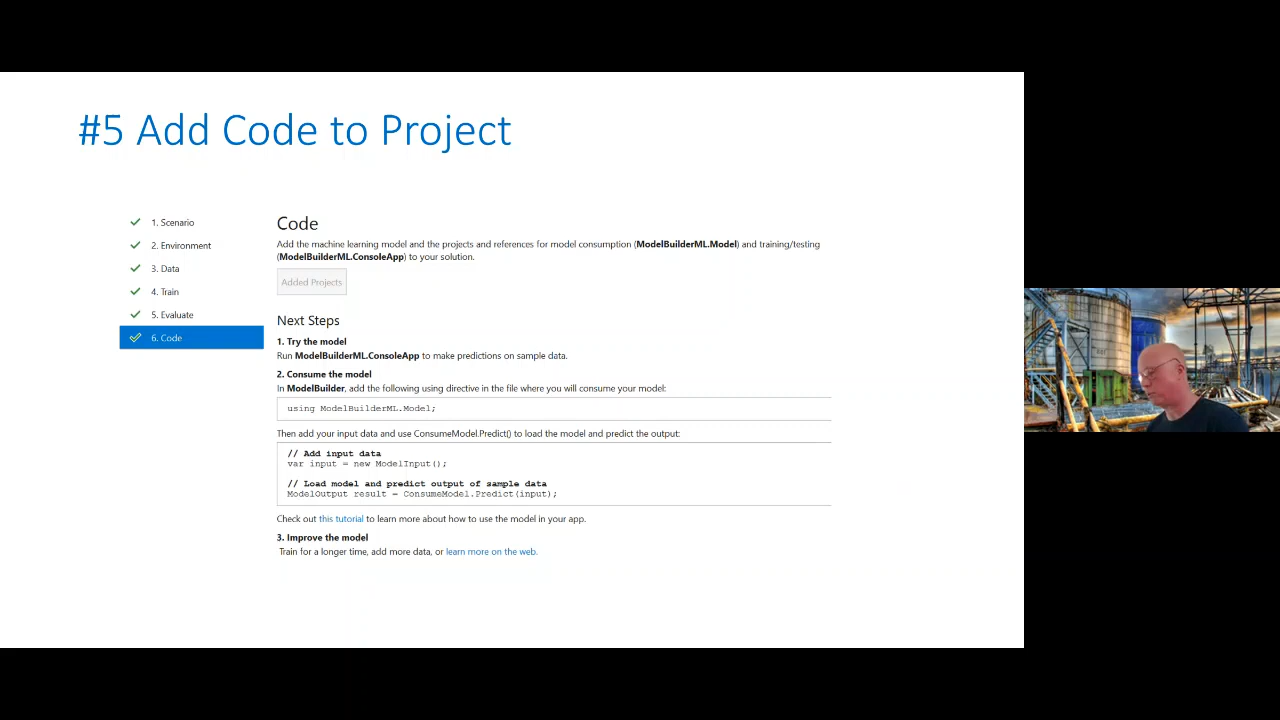 #5 Add Code to Project
1. Scenario
2. Environment
3. Data
4. Train
5. Evaluate
6. Code
Code
Add the machine learning model and the projects and references for model consumption (ModelBuilderML.Model) and training/testing
(ModelBuilderML.ConsoleApp) to your solution.
Added Projects
Next Steps
1. Try the model
Run ModelBuilderML.ConsoleApp to make predictions on sample data.
2. Consume the model
In ModelBuilder, add the following using directive in the file where you will consume your model:
using ModelBuilderML.Model;
Then add your input data and use ConsumeModel.Predict() to load the model and predict the output:
// Add input data
var input = new ModelInput();
// Load model and predict output of sample data
ModelOutput result = ConsumeModel.Predict(input);
Check out this tutorial to learn more about how to use the model in your app.
3. Improve the model
Train for a longer time, add more data, or learn more on the web.